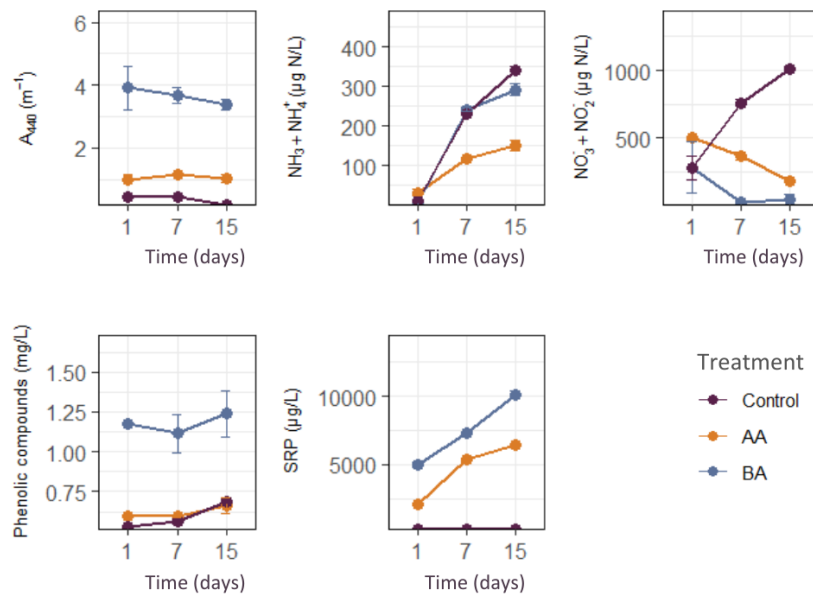 A₄₄₀ (m⁻¹)
6
4
2
1 7 15
Time (days)
NH₃ + NH₄⁺ (µg N/L)
400
300
200
100
1 7 15
Time (days)
NO₃⁻ + NO₂⁻ (µg N/L)
1000
500
1 7 15
Time (days)
Phenolic compounds (mg/L)
1.50
1.25
1.00
0.75
1 7 15
Time (days)
SRP (µg/L)
10000
5000
1 7 15
Time (days)
Treatment
Control
AA
BA